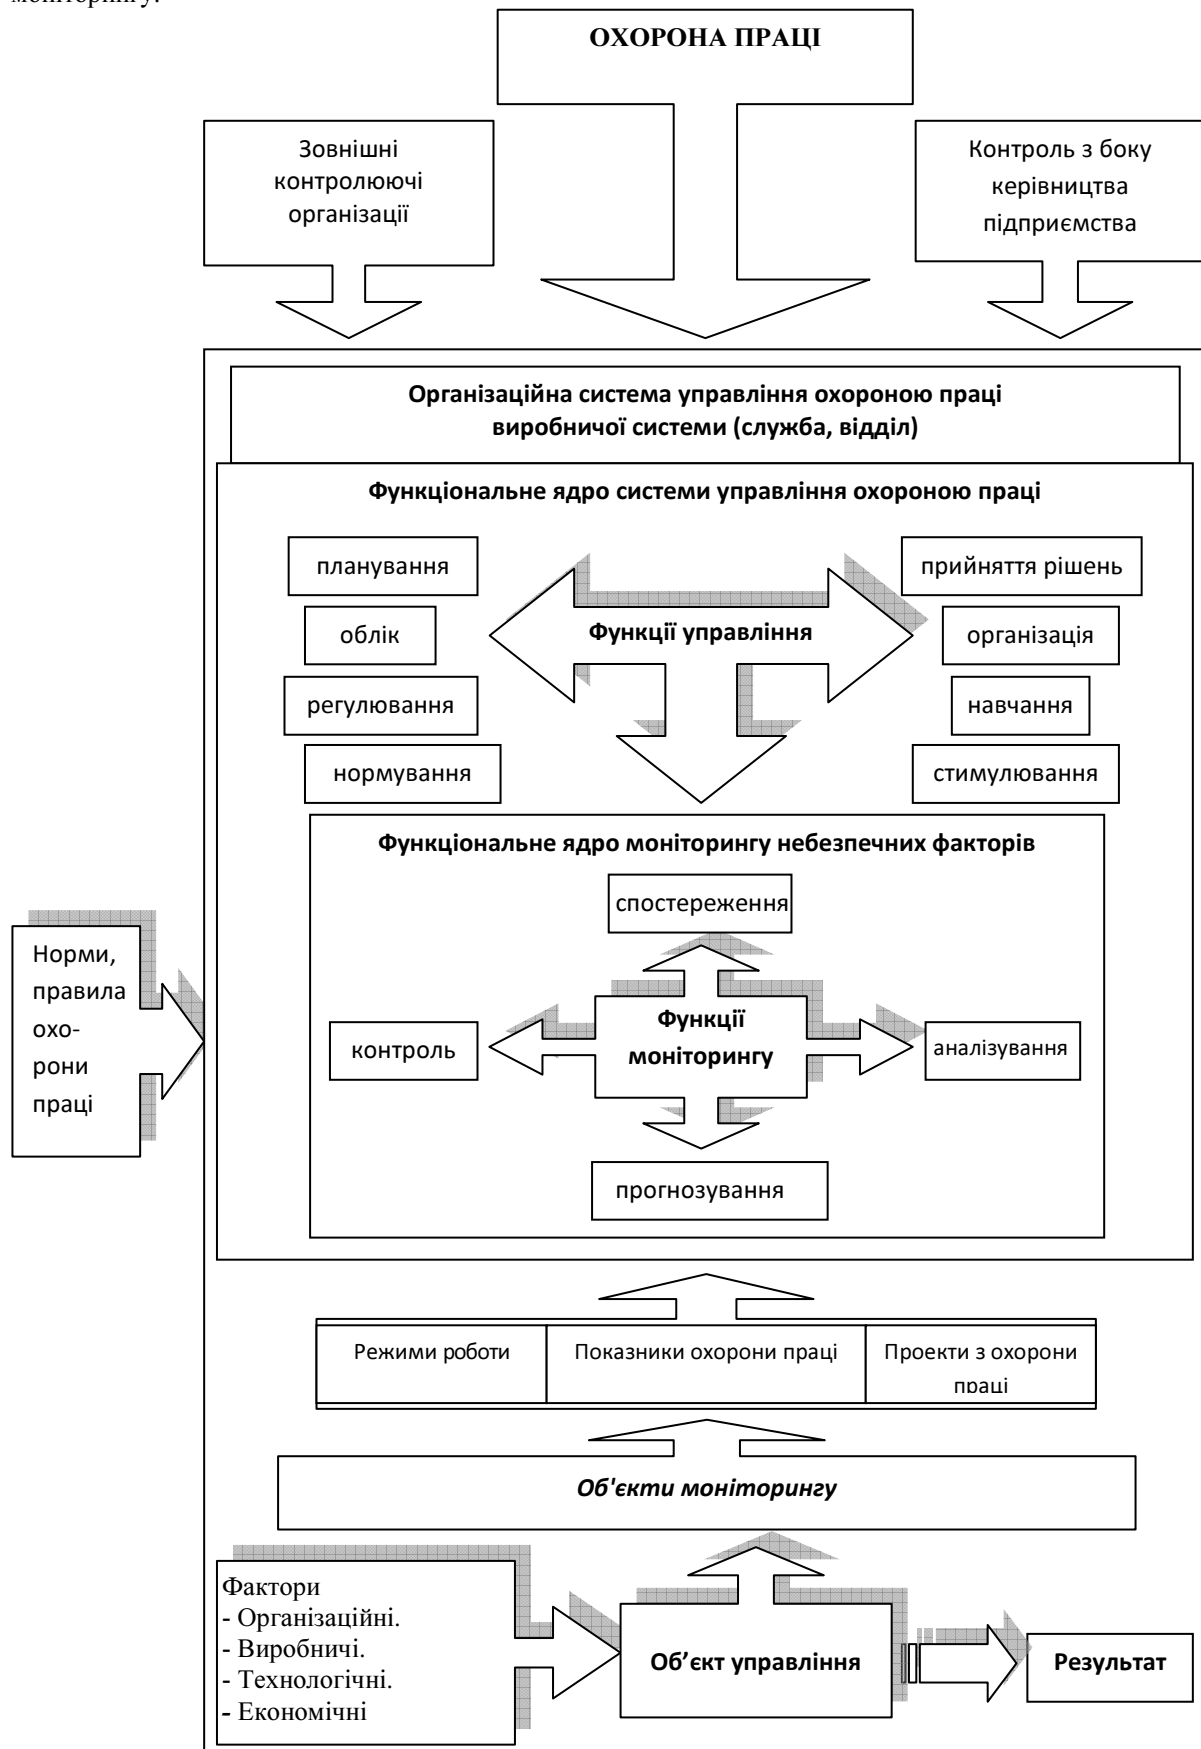 моніторингу.
ОХОРОНА ПРАЦІ
Зовнішні
контролюючі
організації
Контроль з боку
керівництва
підприємства
Організаційна система управління охороною праці
виробничої системи (служба, відділ)
Функціональне ядро системи управління охороною праці
планування
прийняття рішень
облік
Функції управління
організація
регулювання
навчання
нормування
стимулювання
Функціональне ядро моніторингу небезпечних факторів
спостереження
Норми,
правила
охо-
рони
праці
Функції
моніторингу
контроль
аналізування
прогнозування
Режими роботи
Показники охорони праці
Проекти з охорони
праці
Об'єкти моніторингу
Фактори
- Організаційні.
- Виробничі.
- Технологічні.
- Економічні
Об’єкт управління
Результат